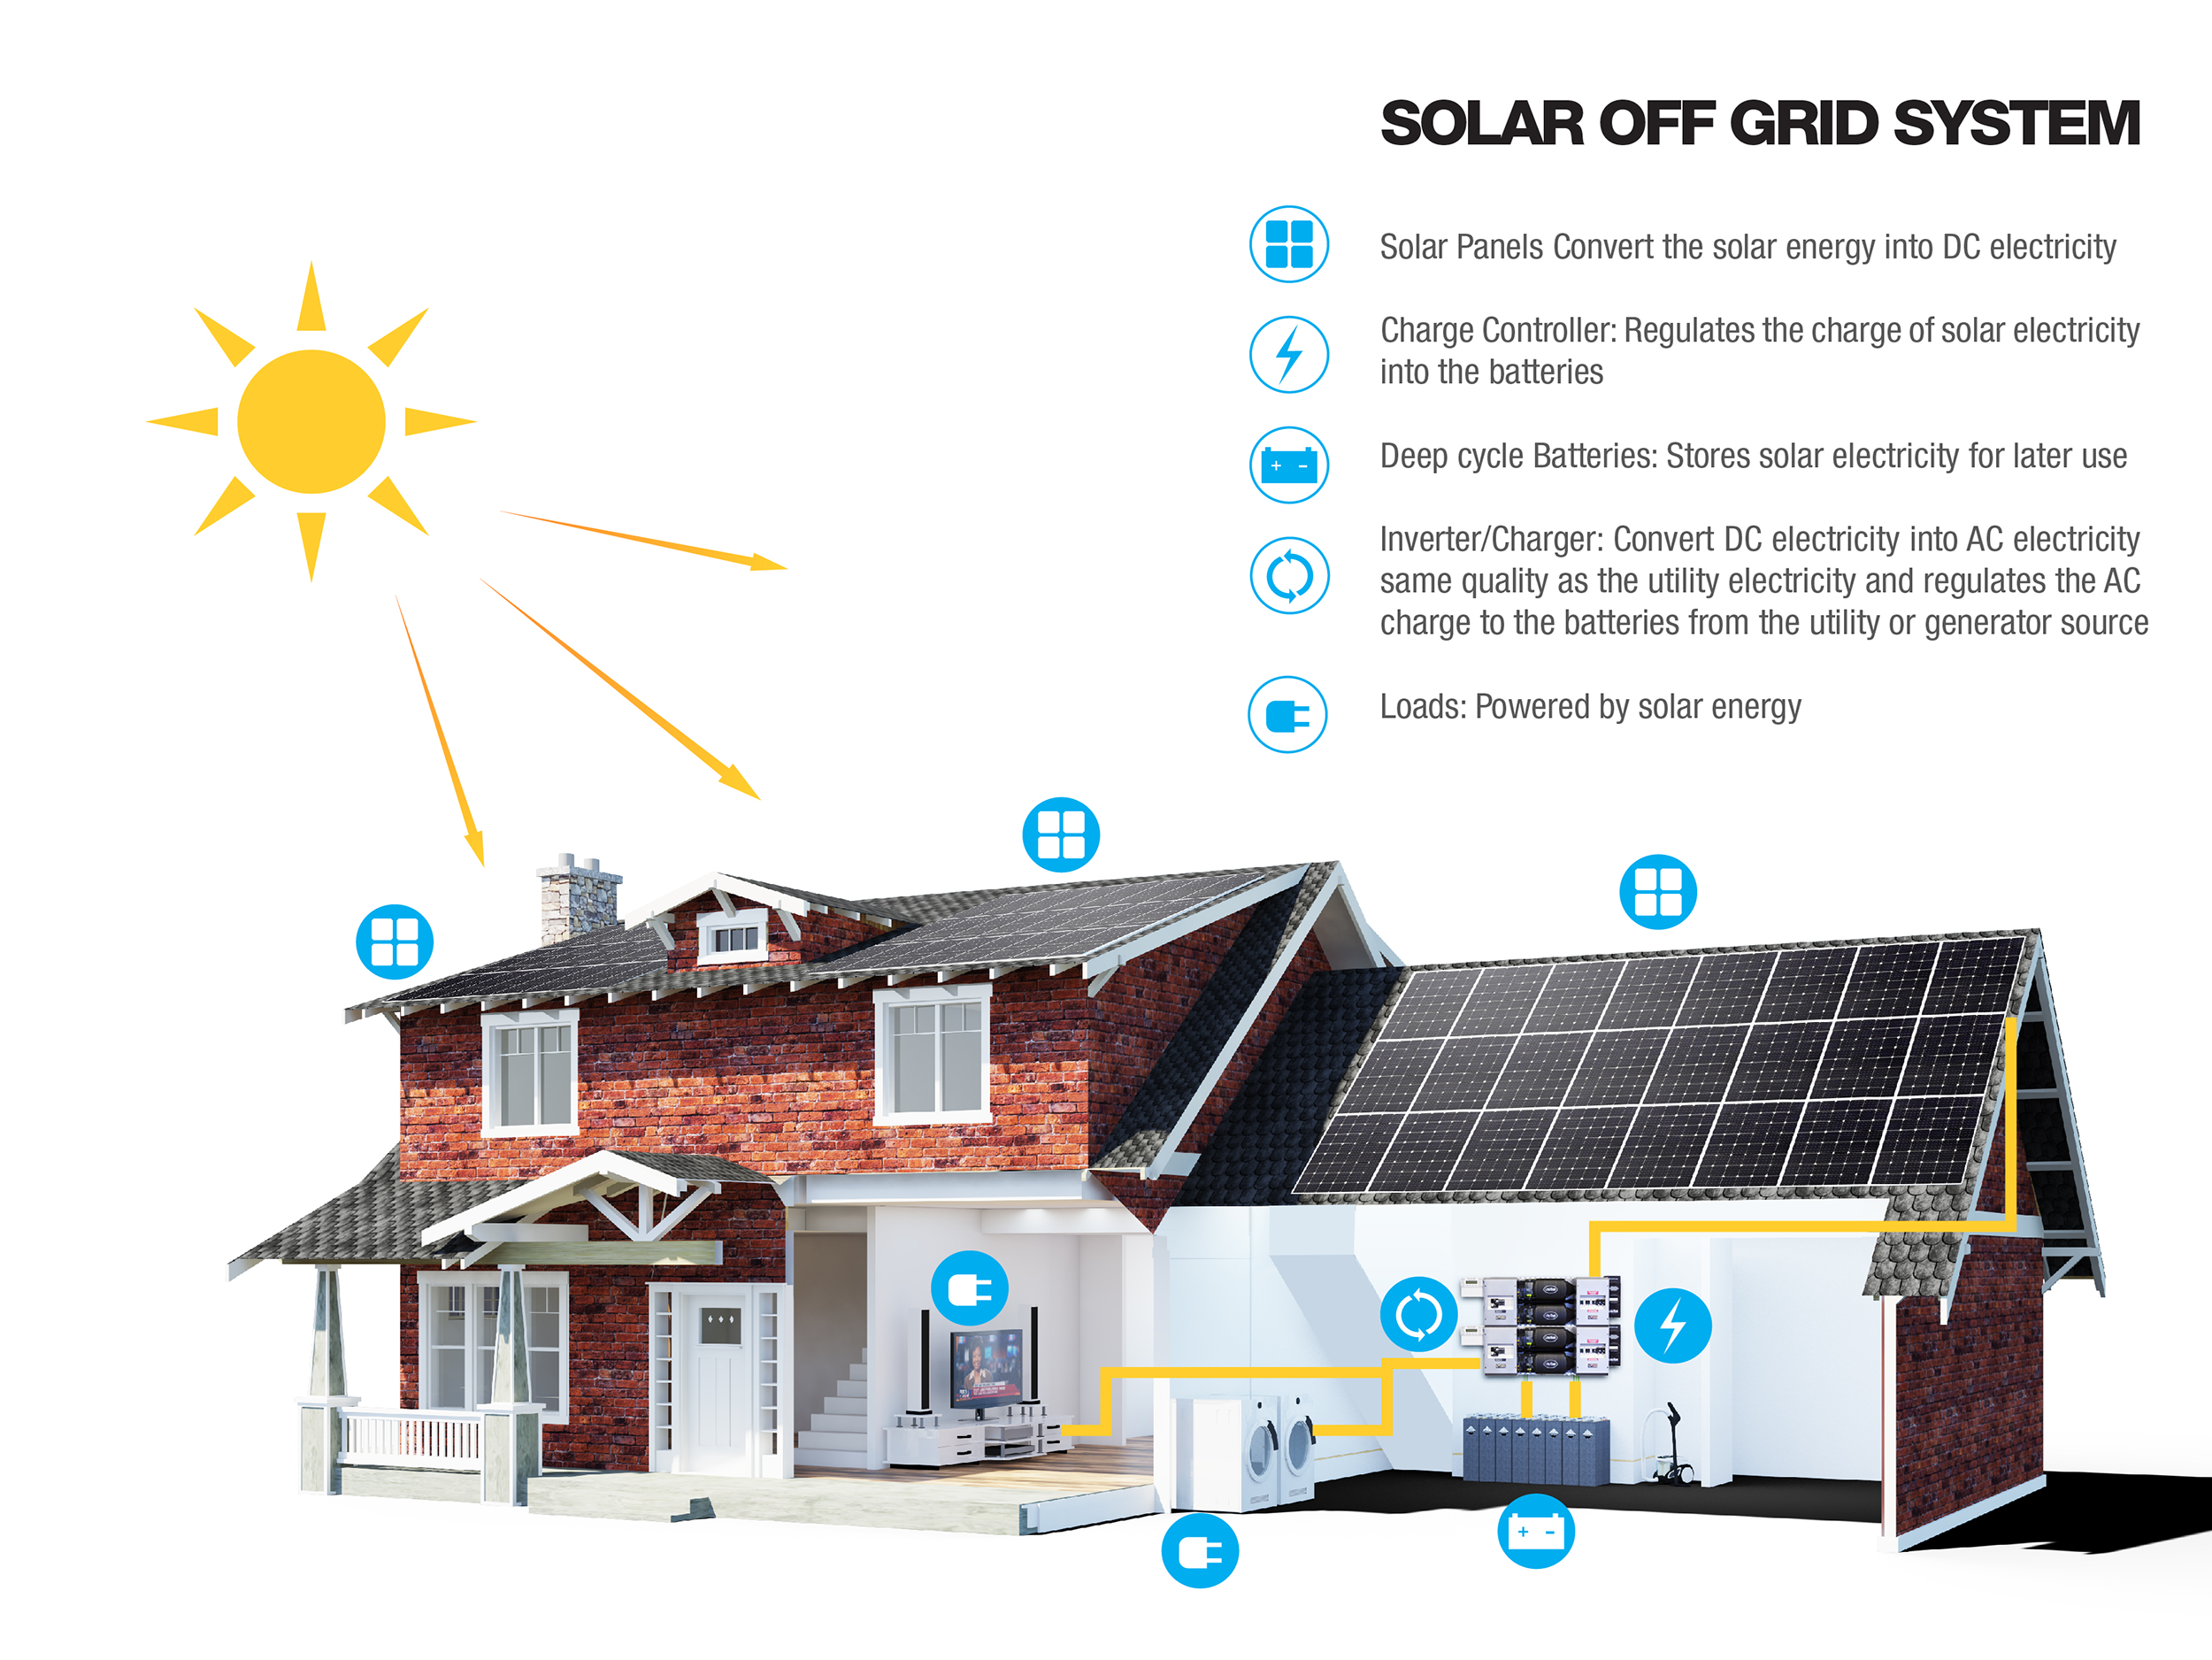 SOLAR OFF GRID SYSTEM
Solar Panels Convert the solar energy into DC electricity
Charge Controller: Regulates the charge of solar electricity
into the batteries
Deep cycle Batteries: Stores solar electricity for later use
Inverter/Charger: Convert DC electricity into AC electricity
same quality as the utility electricity and regulates the AC
charge to the batteries from the utility or generator source
Loads: Powered by solar energy